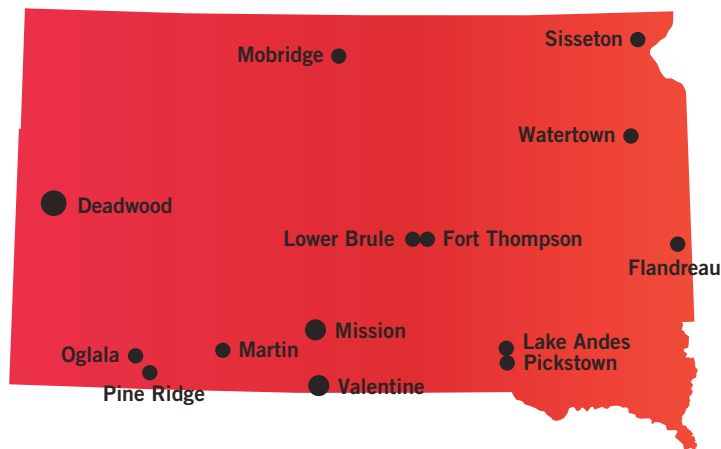 Sisseton
Mobridge
Watertown
Deadwood
Lower Brule
Fort Thompson
Flandreau
Mission
Lake Andes
Martin
Oglala
Pickstown
Valentine
Pine Ridge